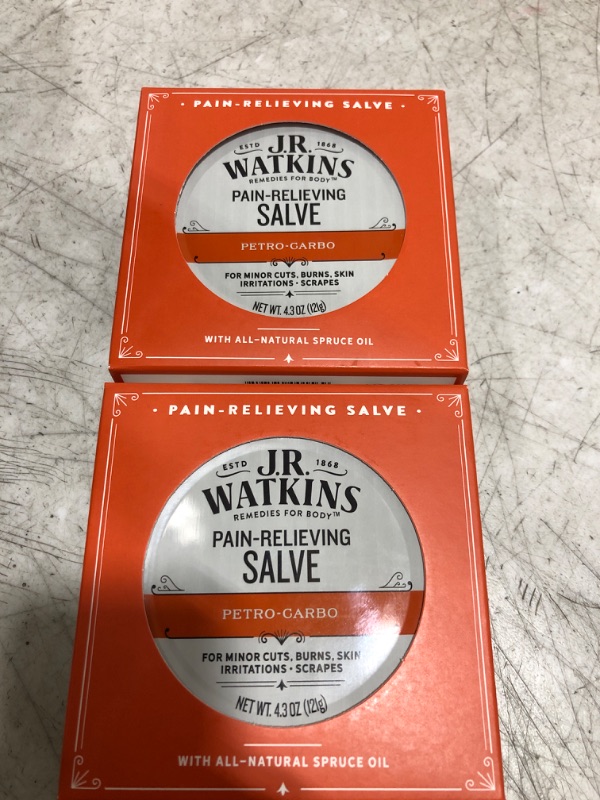 · PAIN-RELIEVING SALVE ·
ESTD J.R. 1868
WATKINS
REMEDIES FOR BODY™
PAIN-RELIEVING
SALVE
PETRO-CARBO
FOR MINOR CUTS, BURNS, SKIN
IRRITATIONS · SCRAPES
NET WT. 4.3 OZ (121g)
WITH ALL-NATURAL SPRUCE OIL
· PAIN-RELIEVING SALVE ·
ESTD J.R. 1868
WATKINS
REMEDIES FOR BODY™
PAIN-RELIEVING
SALVE
PETRO-CARBO
FOR MINOR CUTS, BURNS, SKIN
IRRITATIONS · SCRAPES
NET WT. 4.3 OZ (121g)
WITH ALL-NATURAL SPRUCE OIL